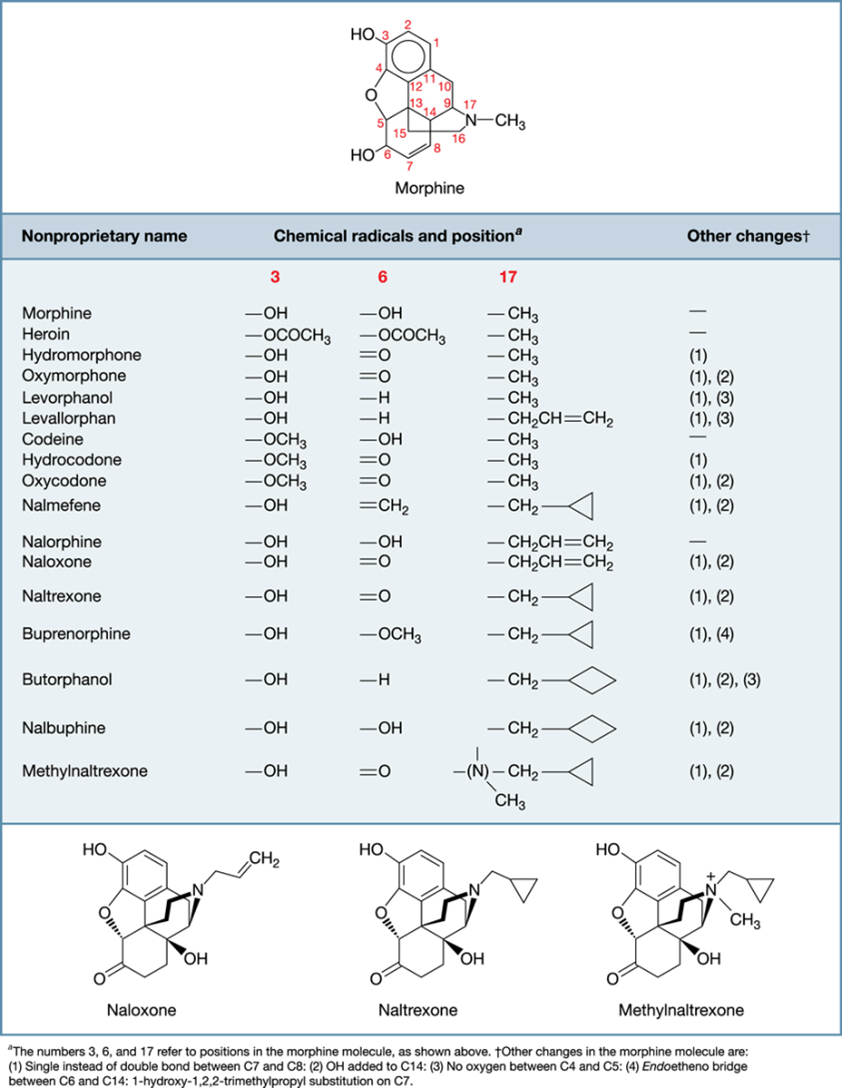 HO
3
2
1
4
11
10
12
O
13
9
17
14
N
CH3
5
15
16
HO
6
8
7
Morphine
Nonproprietary name Chemical radicals and positionᵃ Other changes†
3 6 17
Morphine —OH —OH —CH3 —
Heroin —OCOCH3 —OCOCH3 —CH3 —
Hydromorphone —OH =O —CH3 (1)
Oxymorphone —OH =O —CH3 (1), (2)
Levorphanol —OH —H —CH3 (1), (3)
Levallorphan —OH —H —CH2CH=CH2 (1), (3)
Codeine —OCH3 —OH —CH3 —
Hydrocodone —OCH3 =O —CH3 (1)
Oxycodone —OCH3 =O —CH3 (1), (2)
Nalmefene —OH =CH2 —CH2— (1), (2)
Nalorphine —OH —OH —CH2CH=CH2 —
Naloxone —OH =O —CH2CH=CH2 (1), (2)
Naltrexone —OH =O —CH2— (1), (2)
Buprenorphine —OH —OCH3 —CH2— (1), (4)
Butorphanol —OH —H —CH2— (1), (2), (3)
Nalbuphine —OH —OH —CH2— (1), (2)
Methylnaltrexone —OH =O —(N)—CH2— (1), (2)
CH3
HO N CH2 O OH O
Naloxone
HO N O OH O
Naltrexone
HO N + CH3 O OH O
Methylnaltrexone
ᵃThe numbers 3, 6, and 17 refer to positions in the morphine molecule, as shown above. †Other changes in the morphine molecule are:
(1) Single instead of double bond between C7 and C8: (2) OH added to C14: (3) No oxygen between C4 and C5: (4) Endoetheno bridge
between C6 and C14: 1-hydroxy-1,2,2-trimethylpropyl substitution on C7.